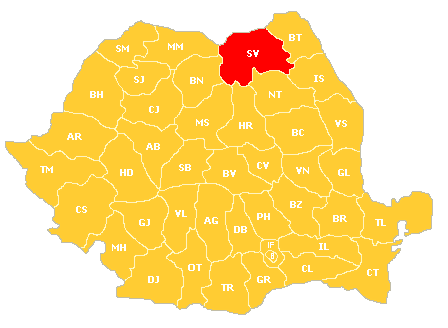 BT
SM
MM
SV
SJ
BN
IS
BH
NT
CJ
MS
HR
VS
BC
AR
AB
TM
HD
SB
BV
CV
VN
GL
CS
BZ
VL
AG
PH
BR
TL
GJ
DB
MH
IF
IL
OT
CL
CT
DJ
TR
GR